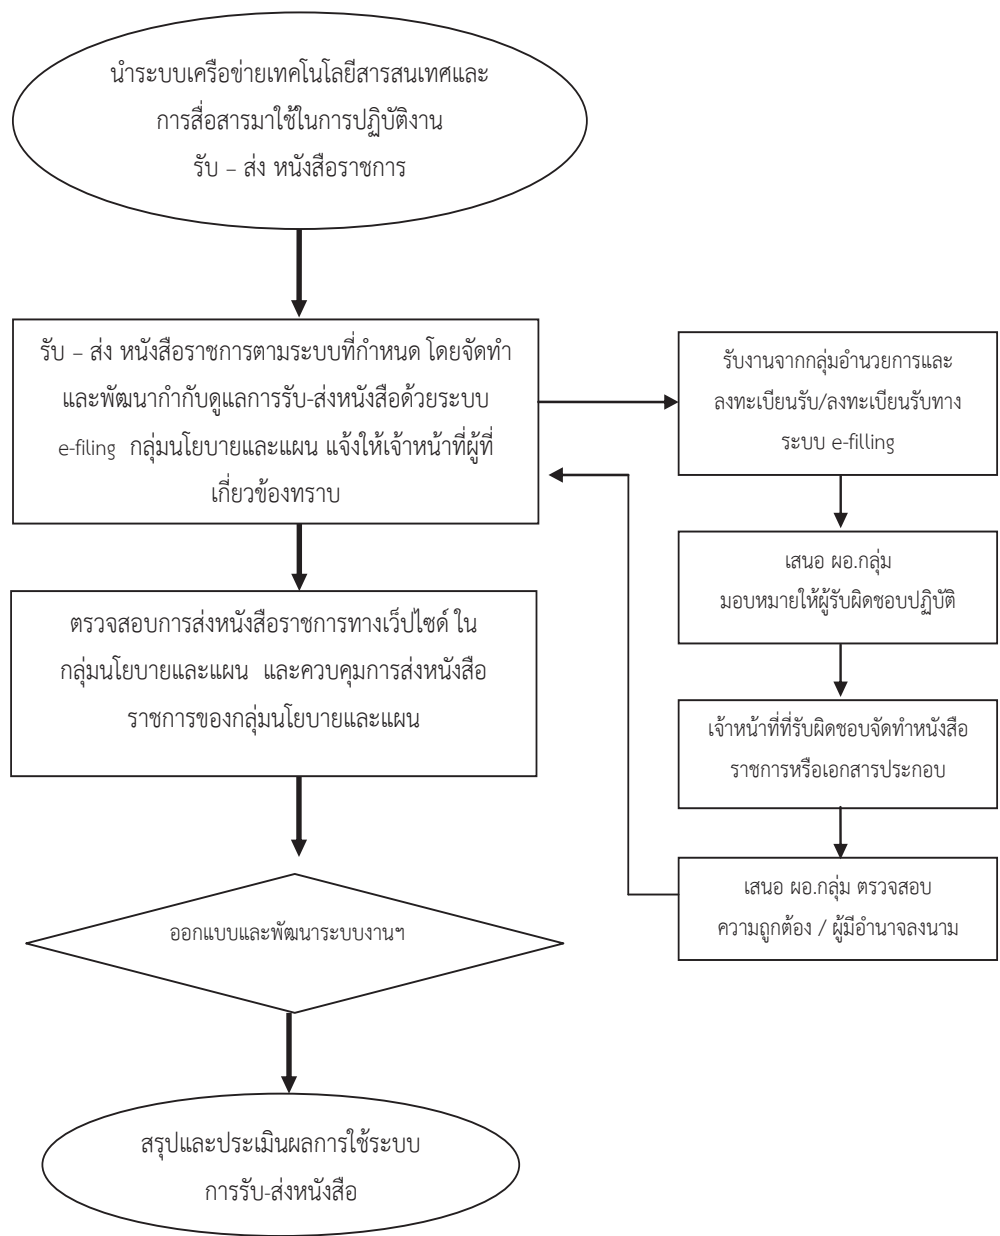 นำระบบเครือข่ายเทคโนโลยีสารสนเทศและ
การสื่อสารมาใช้ในการปฏิบัติงาน
รับ – ส่ง หนังสือราชการ
รับ – ส่ง หนังสือราชการตามระบบที่กำหนด โดยจัดทำ
และพัฒนากำกับดูแลการรับ-ส่งหนังสือด้วยระบบ
e-filing กลุ่มนโยบายและแผน แจ้งให้เจ้าหน้าที่ผู้ที่
เกี่ยวข้องทราบ
รับงานจากกลุ่มอำนวยการและ
ลงทะเบียนรับ/ลงทะเบียนรับทาง
ระบบ e-filling
เสนอ ผอ.กลุ่ม
มอบหมายให้ผู้รับผิดชอบปฏิบัติ
เจ้าหน้าที่ที่รับผิดชอบจัดทำหนังสือ
ราชการหรือเอกสารประกอบ
เสนอ ผอ.กลุ่ม ตรวจสอบ
ความถูกต้อง / ผู้มีอำนาจลงนาม
ตรวจสอบการส่งหนังสือราชการทางเว็ปไซด์ ใน
กลุ่มนโยบายและแผน และควบคุมการส่งหนังสือ
ราชการของกลุ่มนโยบายและแผน
ออกแบบและพัฒนาระบบงานฯ
สรุปและประเมินผลการใช้ระบบ
การรับ-ส่งหนังสือ